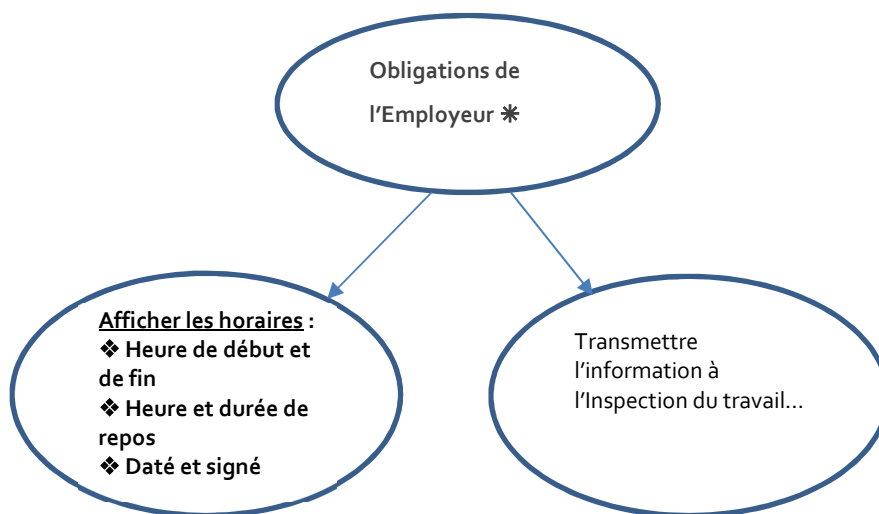 Obligations de
l'Employeur ✳
Afficher les horaires :
❖ Heure de début et
de fin
❖ Heure et durée de
repos
❖ Daté et signé
Transmettre
l'information à
l'Inspection du travail...